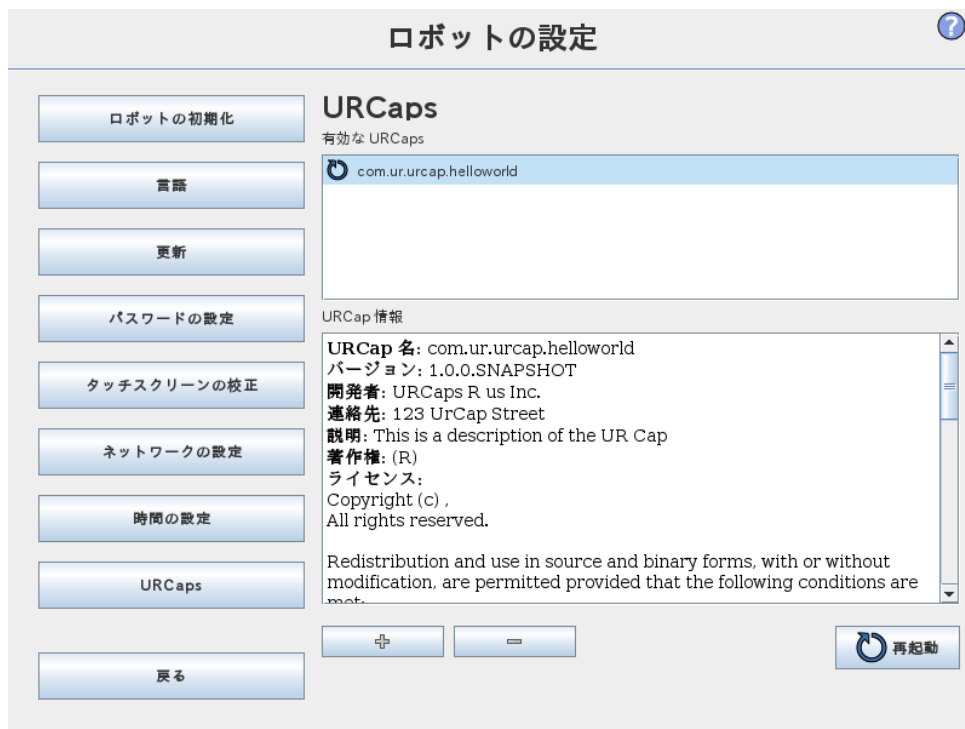 ロボットの設定
?
ロボットの初期化
言語
更新
パスワードの設定
タッチスクリーンの校正
ネットワークの設定
時間の設定
URCaps
戻る
URCaps
有効な URCaps
com.ur.urcap.helloworld
URCap 情報
URCap 名: com.ur.urcap.helloworld
バージョン: 1.0.0.SNAPSHOT
開発者: URCaps R us Inc.
連絡先: 123 UrCap Street
説明: This is a description of the UR Cap
著作権: (R)
ライセンス:
Copyright (c) ,
All rights reserved.
Redistribution and use in source and binary forms, with or without
modification, are permitted provided that the following conditions are
met:
再起動